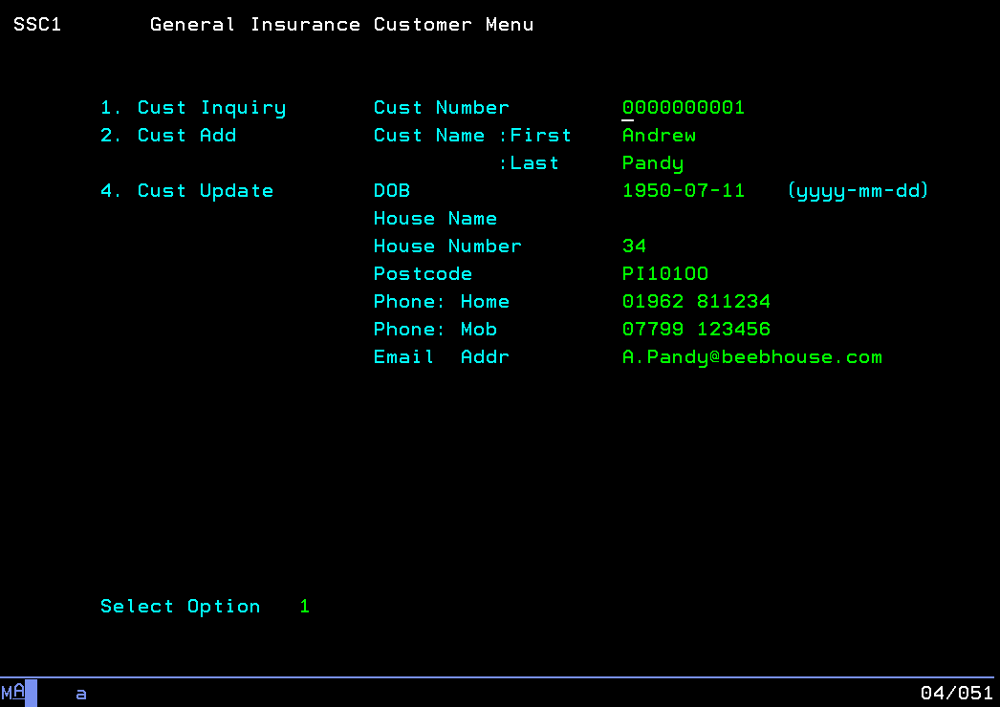 SSC1 General Insurance Customer Menu
1. Cust Inquiry Cust Number 0000000001
2. Cust Add Cust Name :First Andrew
:Last Pandy
4. Cust Update DOB 1950-07-11 (yyyy-mm-dd)
House Name
House Number 34
Postcode PI101OO
Phone: Home 01962 811234
Phone: Mob 07799 123456
Email Addr A.Pandy@beebhouse.com
Select Option 1
MA a 04/051